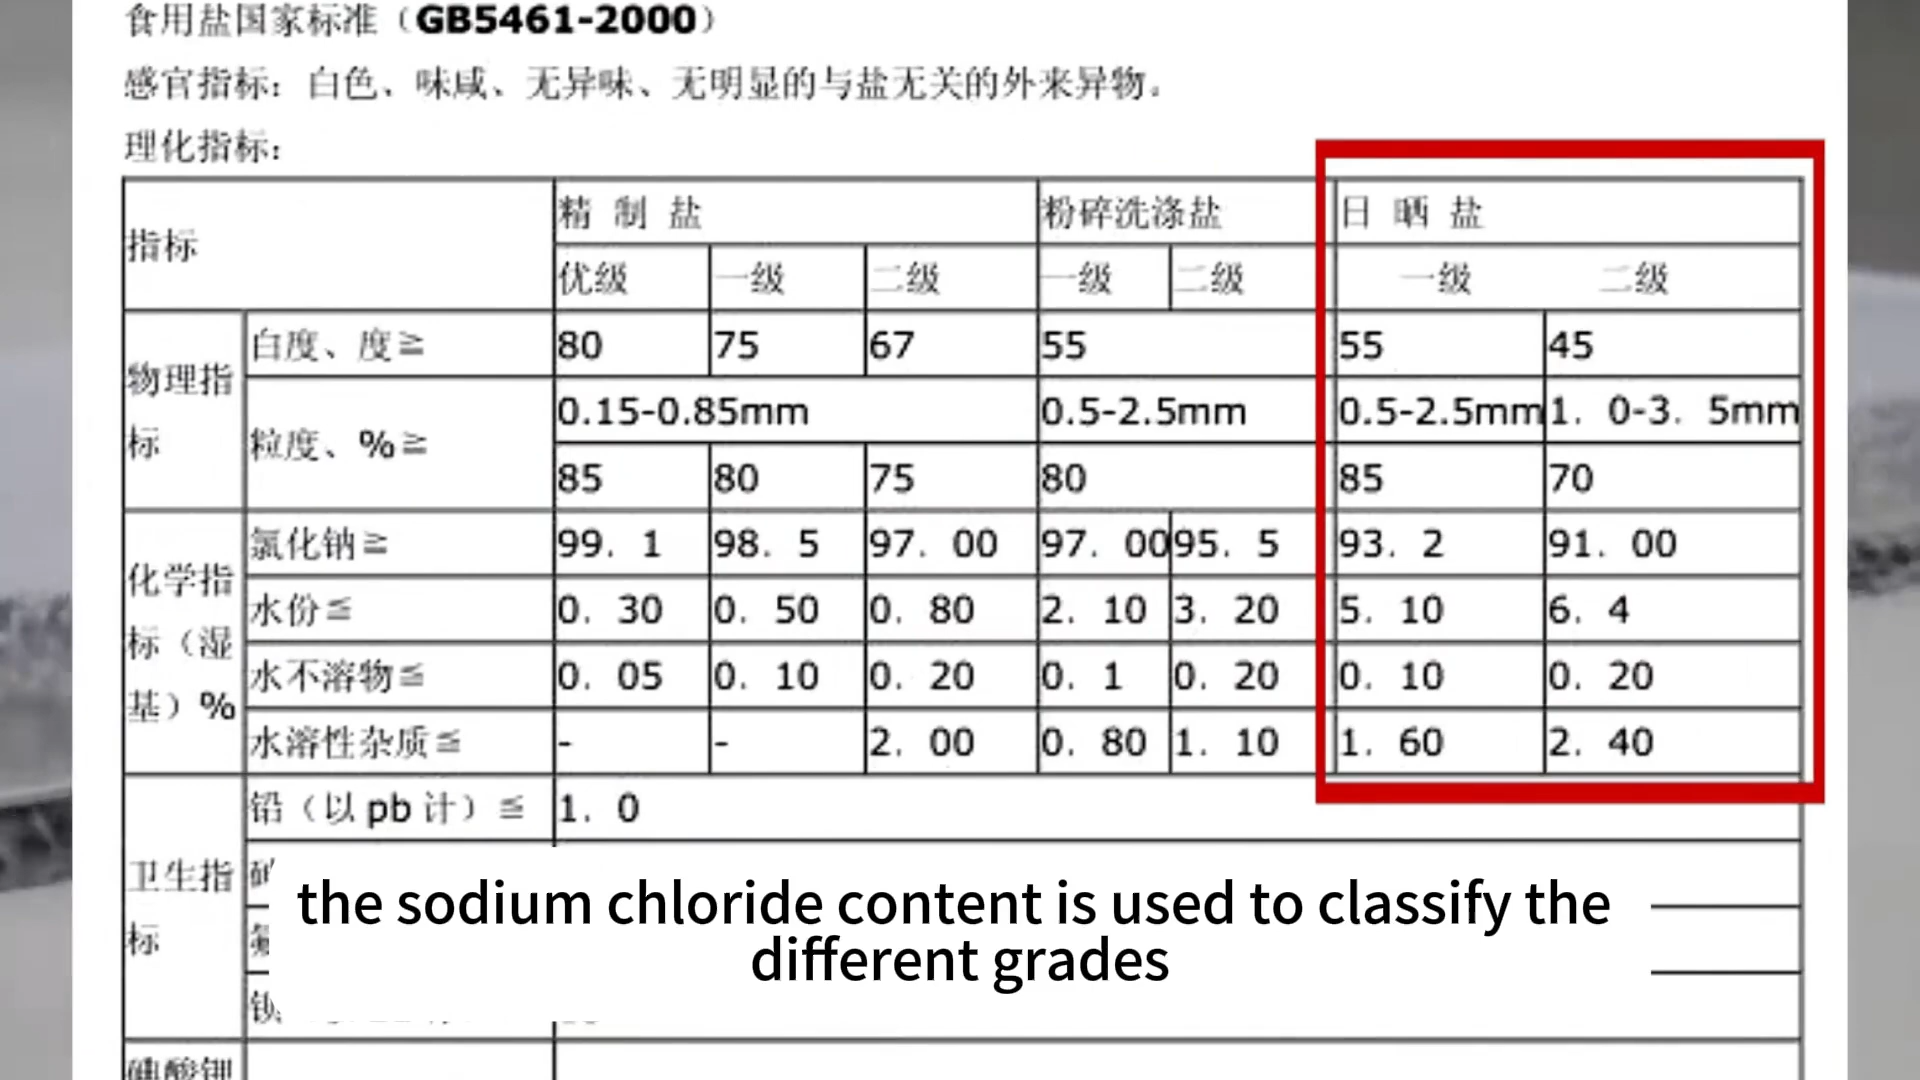 食用盐国家标准（GB5461-2000）
感官指标：白色、味咸、无异味、无明显的与盐无关的外来异物。
理化指标：
指标 精 制 盐 粉碎洗涤盐 日 晒 盐
优级 一级 二级 一级 二级 一级 二级
物理指标 白度、度≧ 80 75 67 55 55 45
粒度、%≧ 0.15-0.85mm 0.5-2.5mm 0.5-2.5mm 1. 0-3. 5mm
85 80 75 80 85 70
化学指标（湿基）% 氯化钠≧ 99. 1 98. 5 97. 00 97. 00 95. 5 93. 2 91. 00
水份≦ 0. 30 0. 50 0. 80 2. 10 3. 20 5. 10 6. 4
水不溶物≦ 0. 05 0. 10 0. 20 0. 1 0. 20 0. 10 0. 20
水溶性杂质≦ - - 2. 00 0. 80 1. 10 1. 60 2. 40
卫生指标 铅（以pb计）≦ 1. 0
the sodium chloride content is used to classify the
different grades